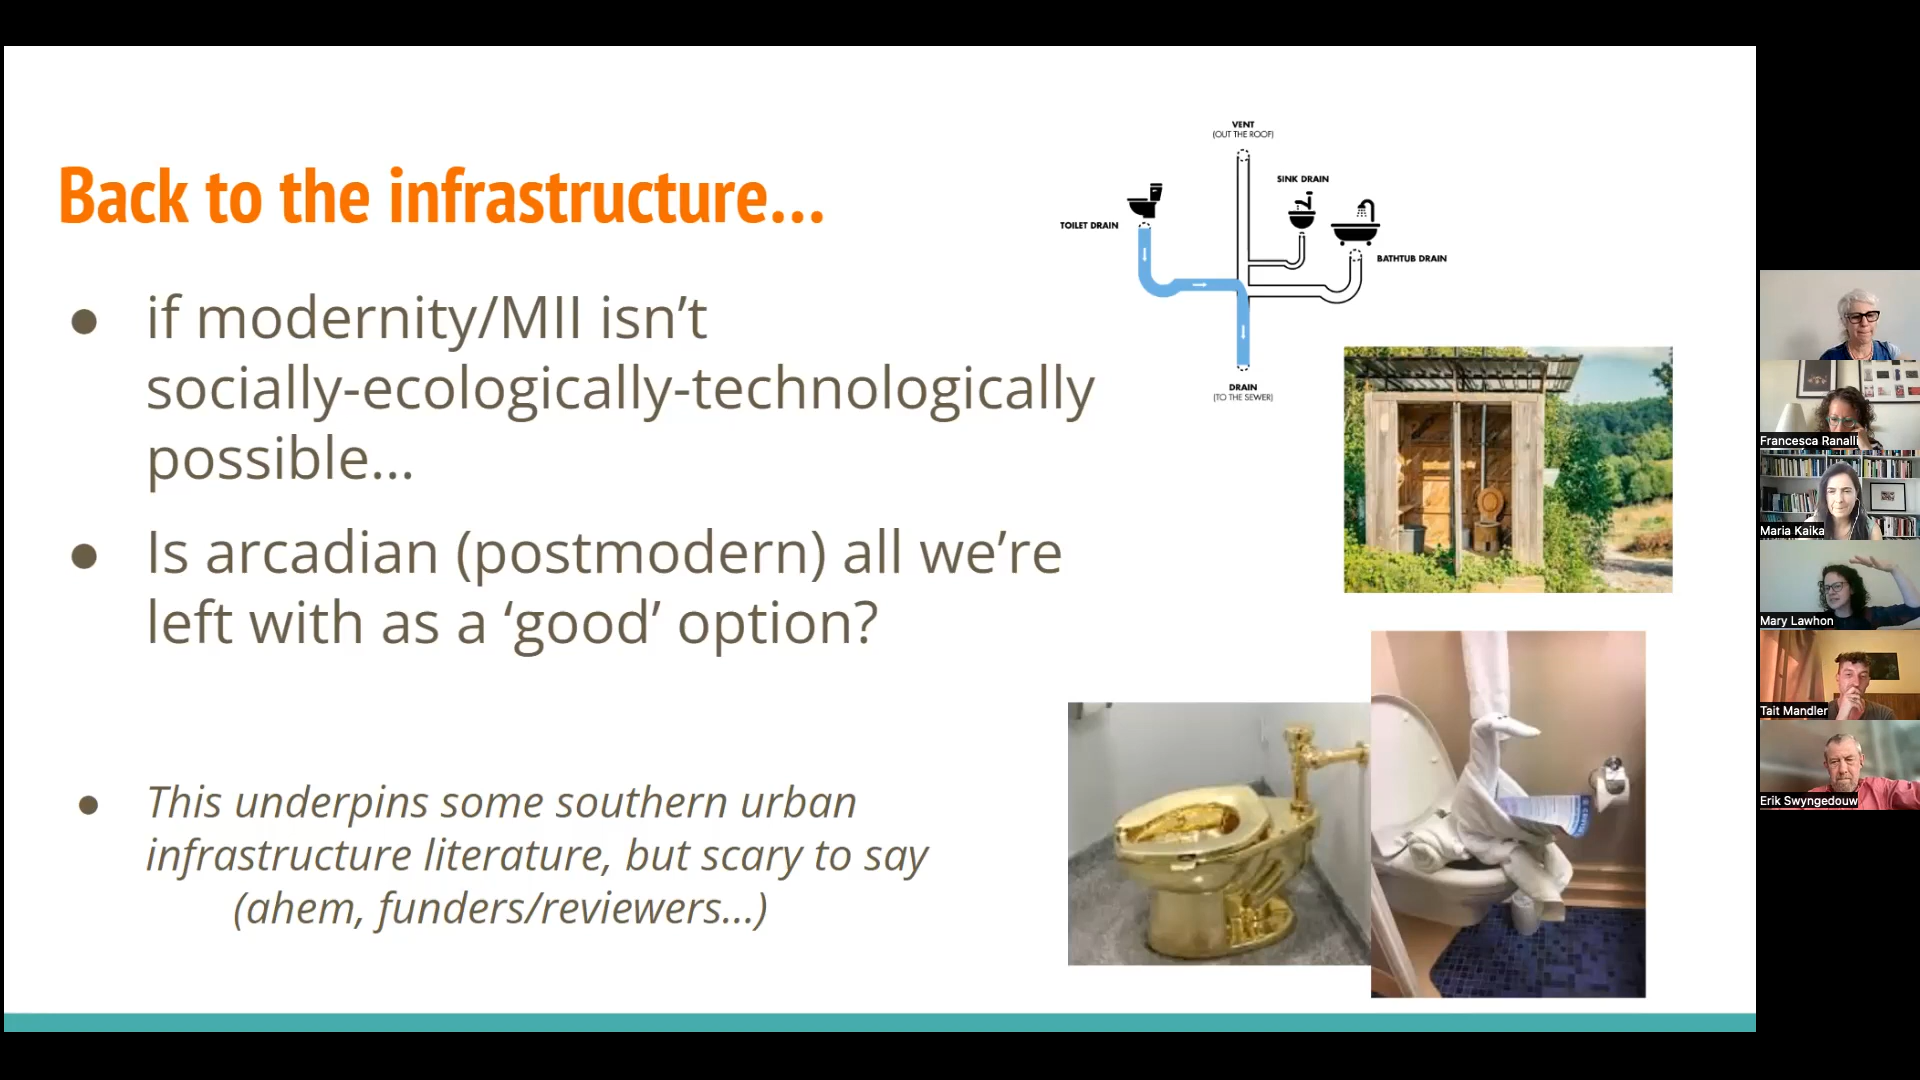 Back to the infrastructure...
● if modernity/MII isn't
socially-ecologically-technologically
possible...
● Is arcadian (postmodern) all we're
left with as a 'good' option?
● This underpins some southern urban
infrastructure literature, but scary to say
(ahem, funders/reviewers...)
VENT
(OUT THE ROOF)
SINK DRAIN
TOILET DRAIN
BATHTUB DRAIN
DRAIN
(TO THE SEWER)
Francesca Ranalli
Maria Kaika
Mary Lawhon
Tait Mandler
Erik Swyngedouw